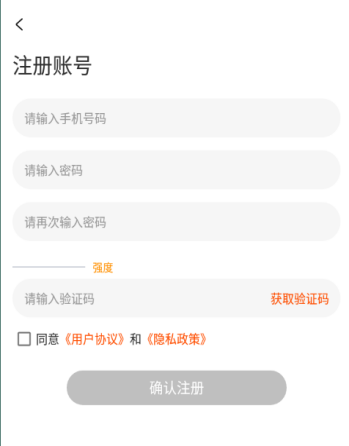 注册账号
请输入手机号码
请输入密码
请再次输入密码
强度
请输入验证码 获取验证码
同意《用户协议》和《隐私政策》
确认注册